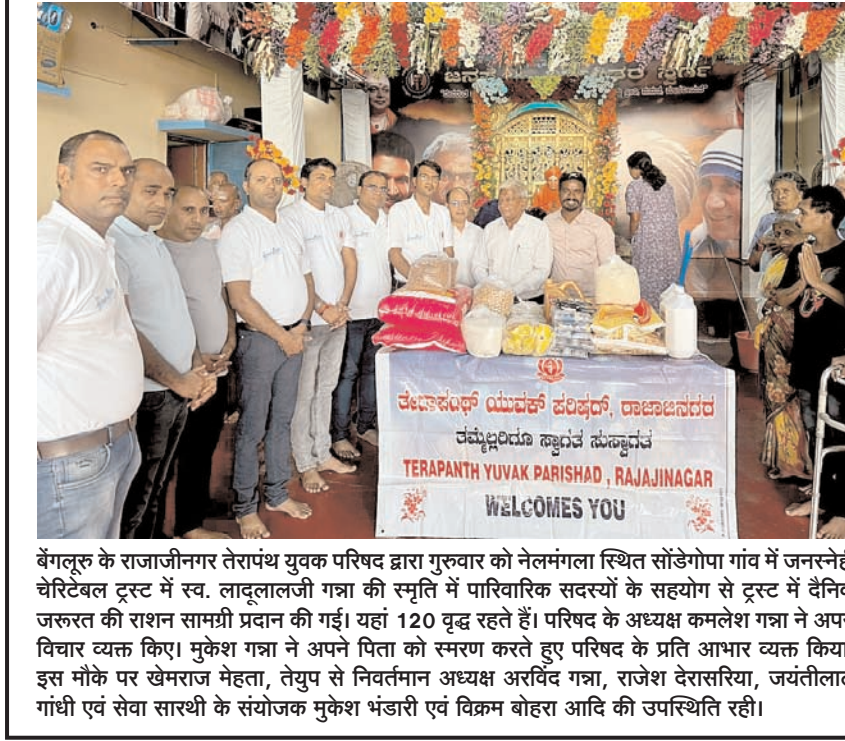 ತೇರಾಪಂಥ್ ಯುವಕ್ ಪರಿಷದ್, ರಾಜಾಜಿನಗರ
ತಮ್ಮೆಲ್ಲರಿಗೂ ಸ್ವಾಗತ ಸುಸ್ವಾಗತ
TERAPANTH YUVAK PARISHAD, RAJAJINAGAR
WELCOMES YOU
बेंगलूरु के राजाजीनगर तेरापंथ युवक परिषद द्वारा गुरुवार को नेलमंगला स्थित सोंडेगोपा गांव में जनस्नेही
चेरिटेबल ट्रस्ट में स्व. लादूलालजी गन्ना की स्मृति में पारिवारिक सदस्यों के सहयोग से ट्रस्ट में दैनिक
जरूरत की राशन सामग्री प्रदान की गई। यहां 120 वृद्ध रहते हैं। परिषद के अध्यक्ष कमलेश गन्ना ने अपने
विचार व्यक्त किए। मुकेश गन्ना ने अपने पिता को स्मरण करते हुए परिषद के प्रति आभार व्यक्त किया
इस मौके पर खेमराज मेहता, तेयुप से निवर्तमान अध्यक्ष अरविंद गन्ना, राजेश देरासरिया, जयंतीलाल
गांधी एवं सेवा सारथी के संयोजक मुकेश भंडारी एवं विक्रम बोहरा आदि की उपस्थिति रही।